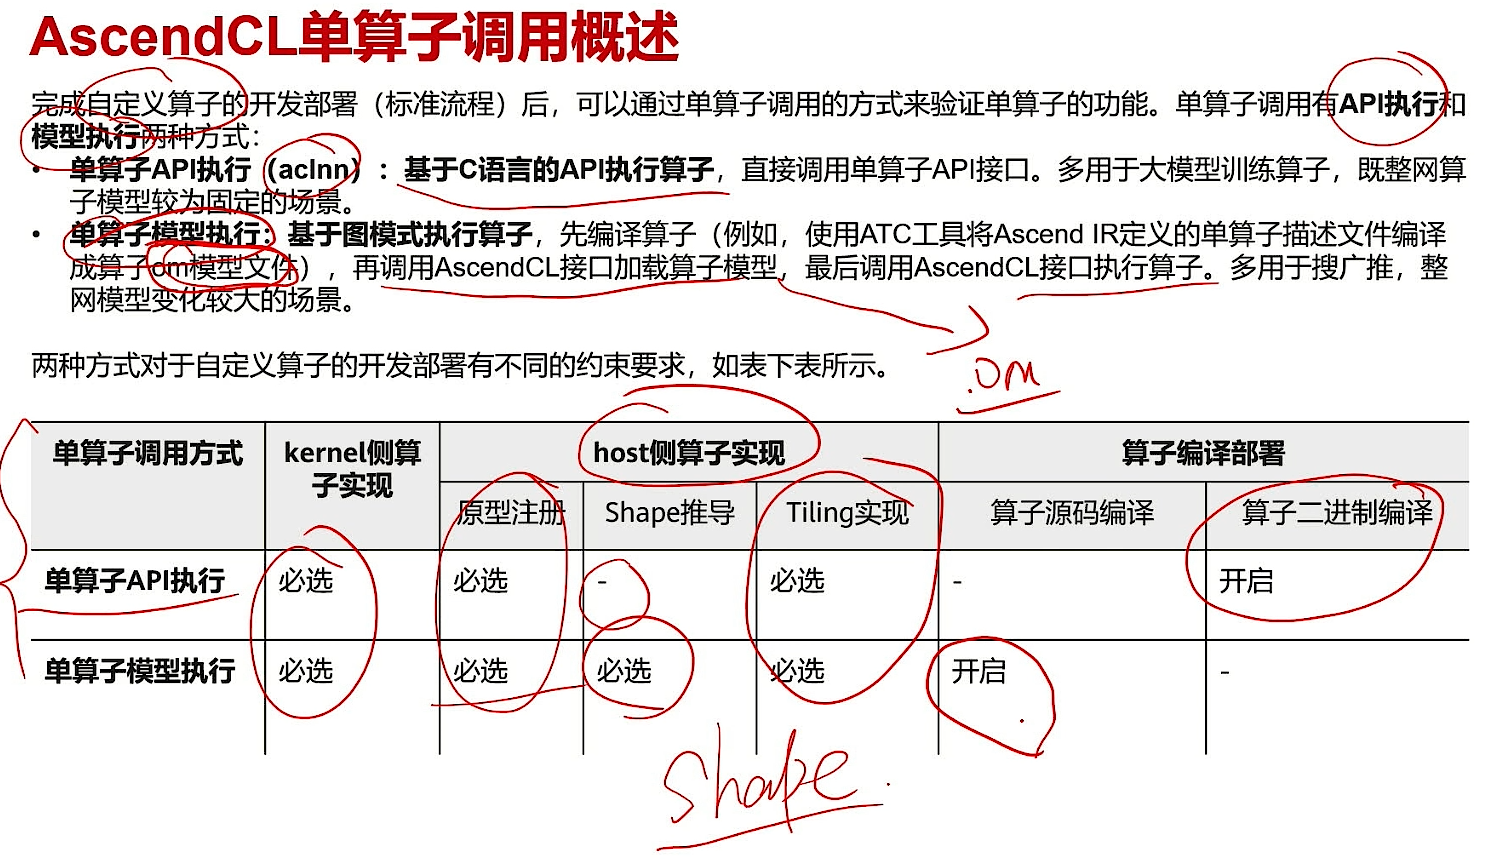 AscendCL单算子调用概述
完成自定义算子的开发部署（标准流程）后，可以通过单算子调用的方式来验证单算子的功能。单算子调用有API执行和
模型执行两种方式：
• 单算子API执行（aclnn）：基于C语言的API执行算子，直接调用单算子API接口。多用于大模型训练算子，既整网算
子模型较为固定的场景。
• 单算子模型执行：基于图模式执行算子，先编译算子（例如，使用ATC工具将Ascend IR定义的单算子描述文件编译
成算子om模型文件），再调用AscendCL接口加载算子模型，最后调用AscendCL接口执行算子。多用于搜广推，整
网模型变化较大的场景。
两种方式对于自定义算子的开发部署有不同的约束要求，如表下表所示。
.om
单算子调用方式 kernel侧算 host侧算子实现 算子编译部署
子实现
原型注册 Shape推导 Tiling实现 算子源码编译 算子二进制编译
单算子API执行 必选 必选 - 必选 - 开启
单算子模型执行 必选 必选 必选 必选 开启 -
shape.